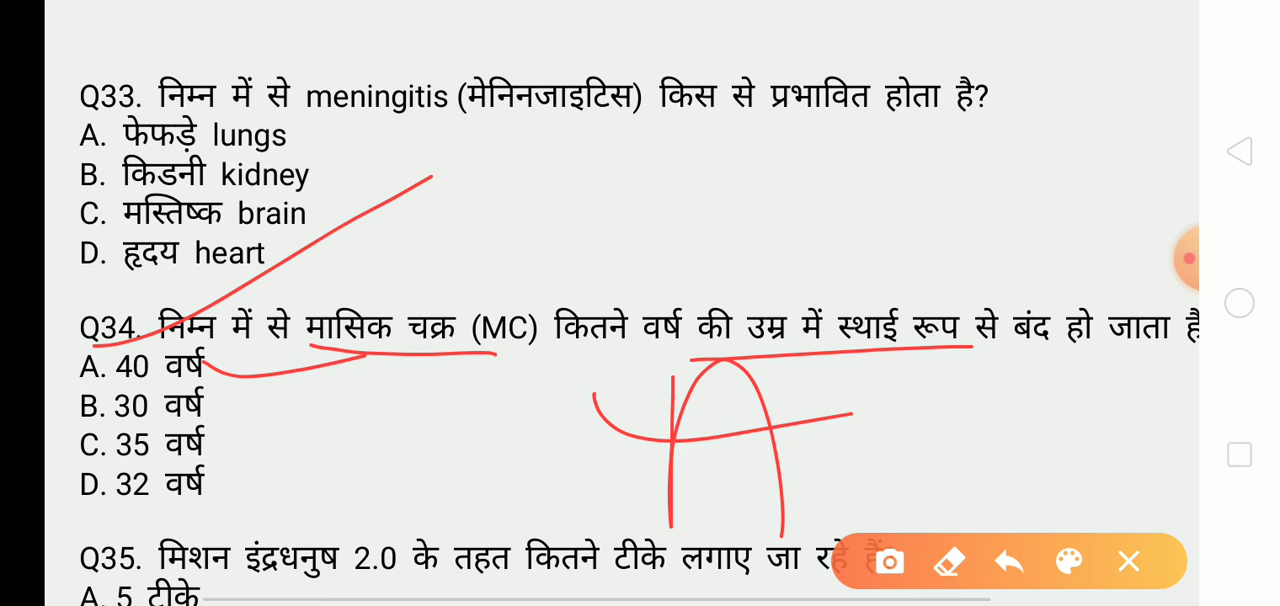 Q33. निम्न में से meningitis (मेनिनजाइटिस) किस से प्रभावित होता है?
A. फेफड़े lungs
B. किडनी kidney
C. मस्तिष्क brain
D. हृदय heart
Q34. निम्न में से मासिक चक्र (MC) कितने वर्ष की उम्र में स्थाई रूप से बंद हो जाता है
A. 40 वर्ष
B. 30 वर्ष
C. 35 वर्ष
D. 32 वर्ष
Q35. मिशन इंद्रधनुष 2.0 के तहत कितने टीके लगाए जा रहे हैं
A. 5 टीके
A